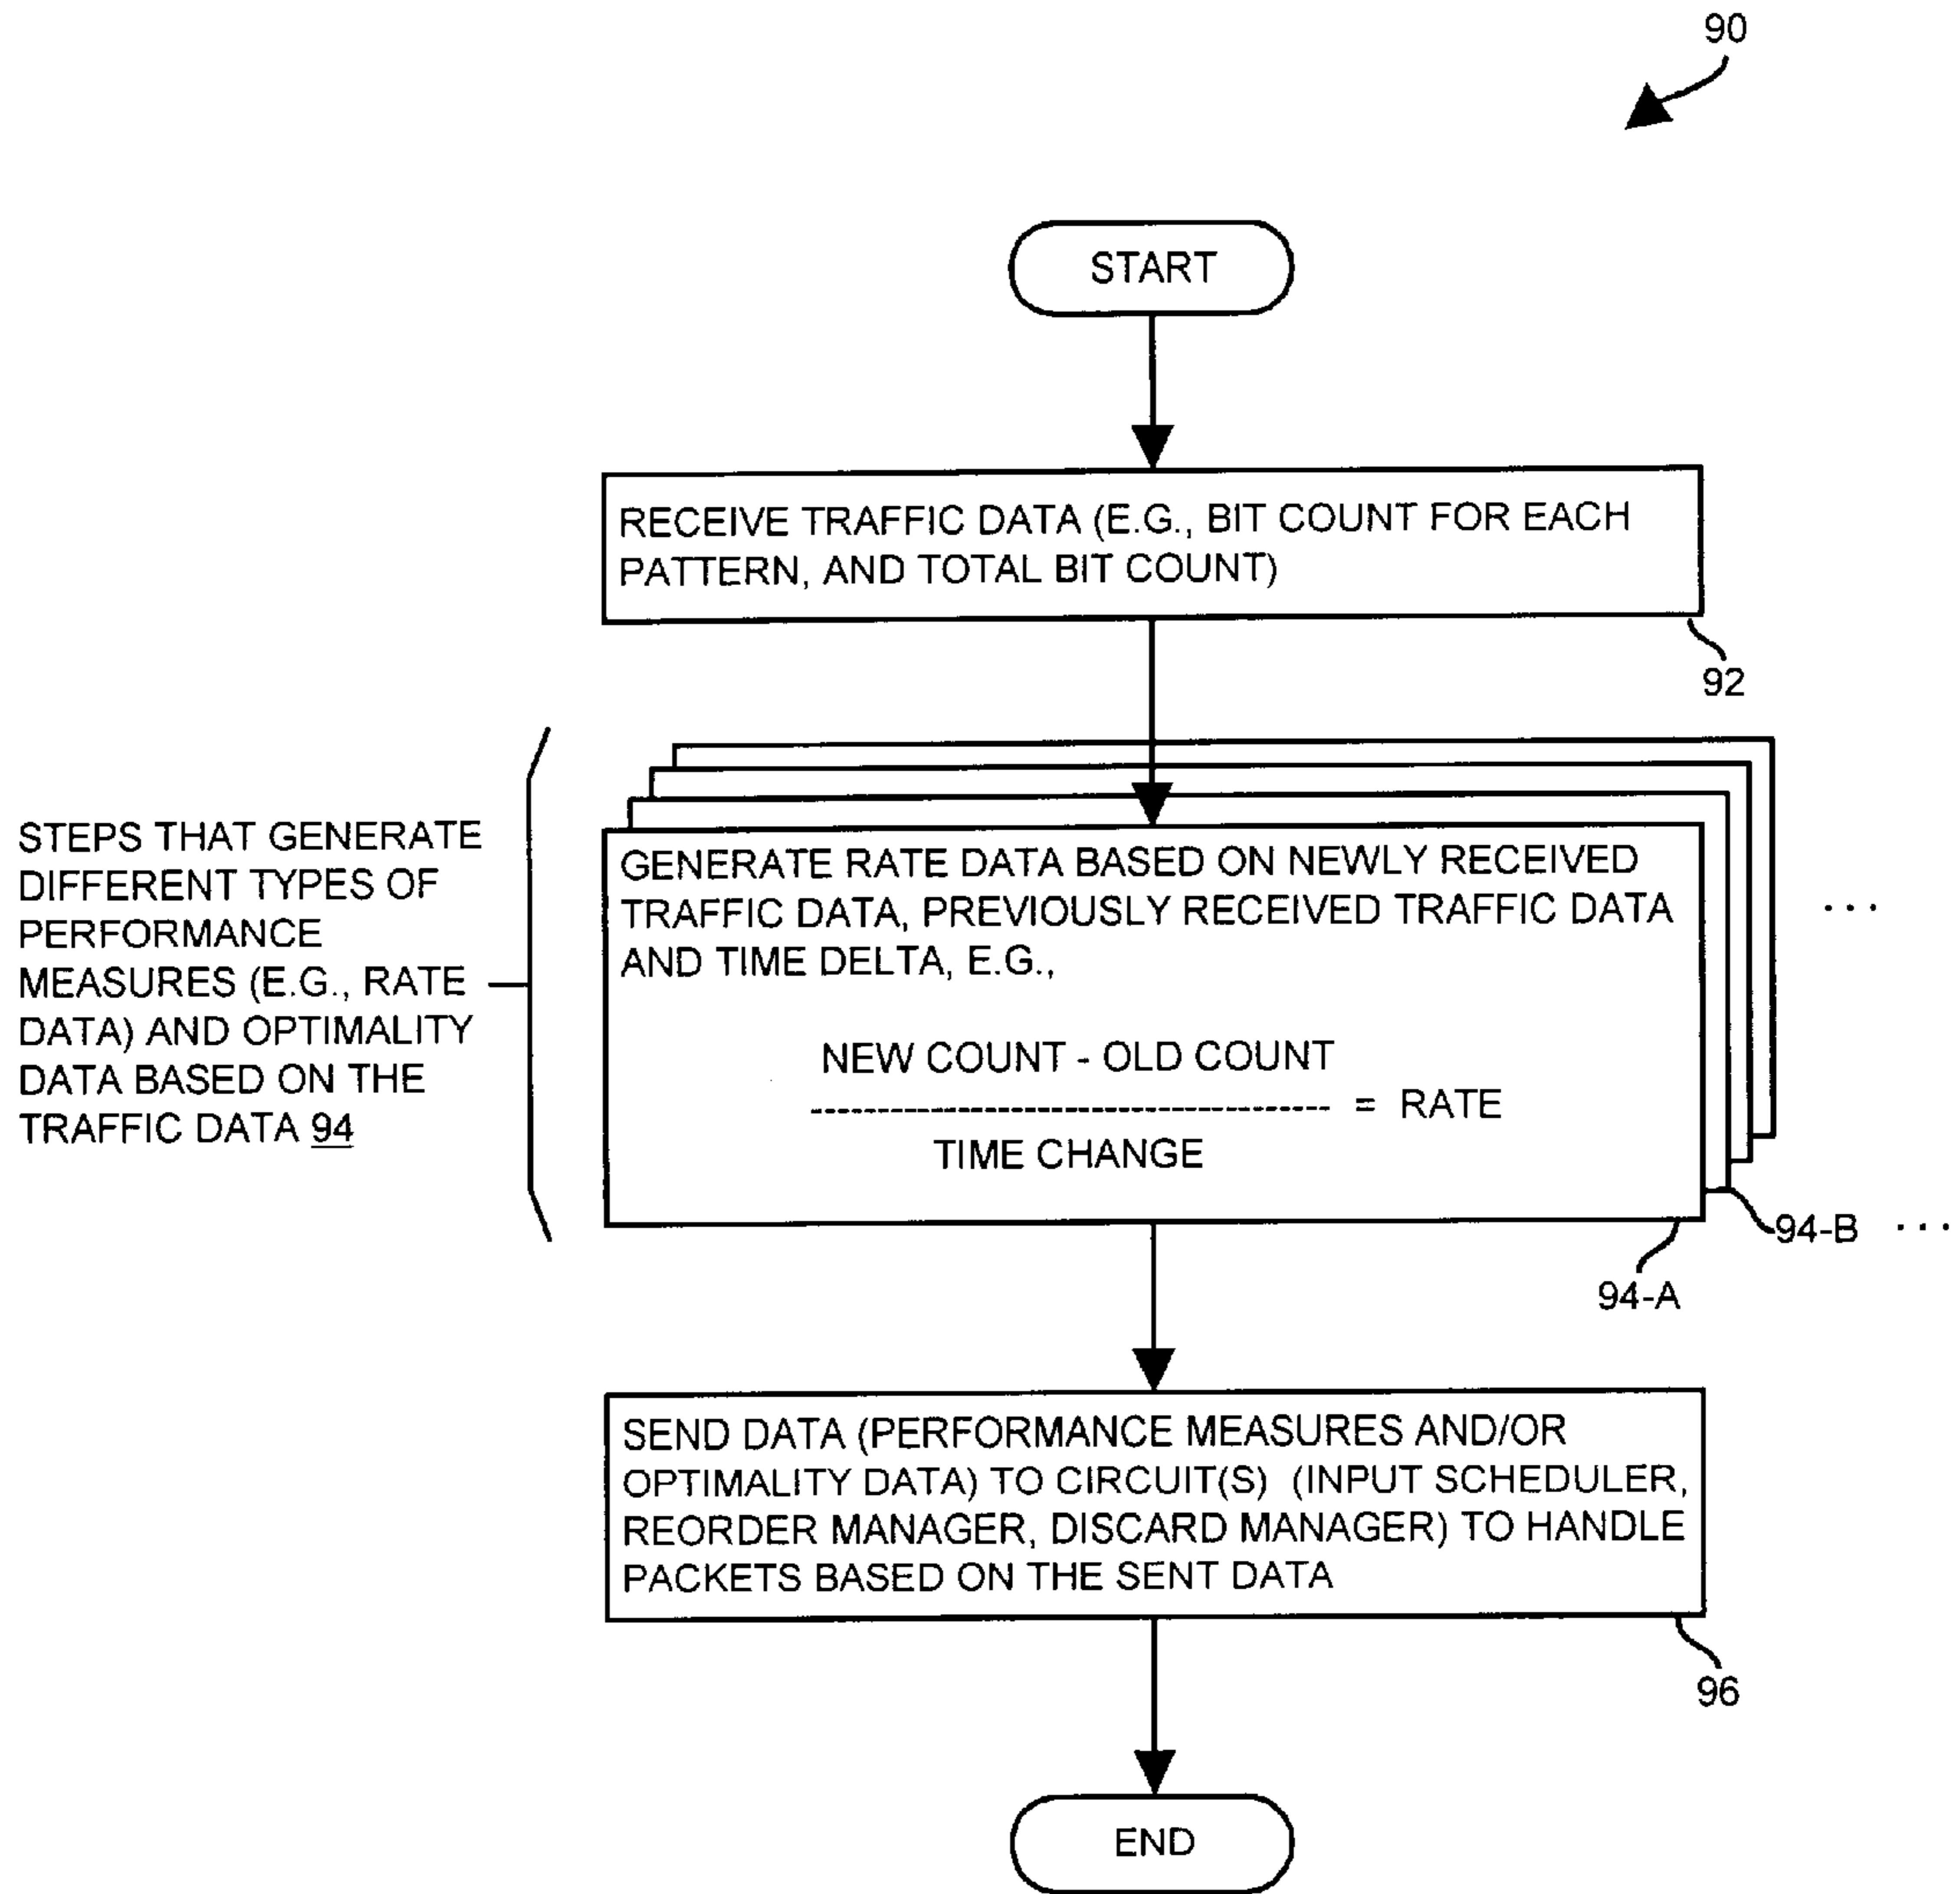 90
START
RECEIVE TRAFFIC DATA (E.G., BIT COUNT FOR EACH
PATTERN, AND TOTAL BIT COUNT)
92
STEPS THAT GENERATE
DIFFERENT TYPES OF
PERFORMANCE
MEASURES (E.G., RATE
DATA) AND OPTIMALITY
DATA BASED ON THE
TRAFFIC DATA 94
GENERATE RATE DATA BASED ON NEWLY RECEIVED
TRAFFIC DATA, PREVIOUSLY RECEIVED TRAFFIC DATA
AND TIME DELTA, E.G.,
NEW COUNT - OLD COUNT
--------------------------------- = RATE
TIME CHANGE
. . .
94-B . . .
94-A
SEND DATA (PERFORMANCE MEASURES AND/OR
OPTIMALITY DATA) TO CIRCUIT(S) (INPUT SCHEDULER,
REORDER MANAGER, DISCARD MANAGER) TO HANDLE
PACKETS BASED ON THE SENT DATA
96
END